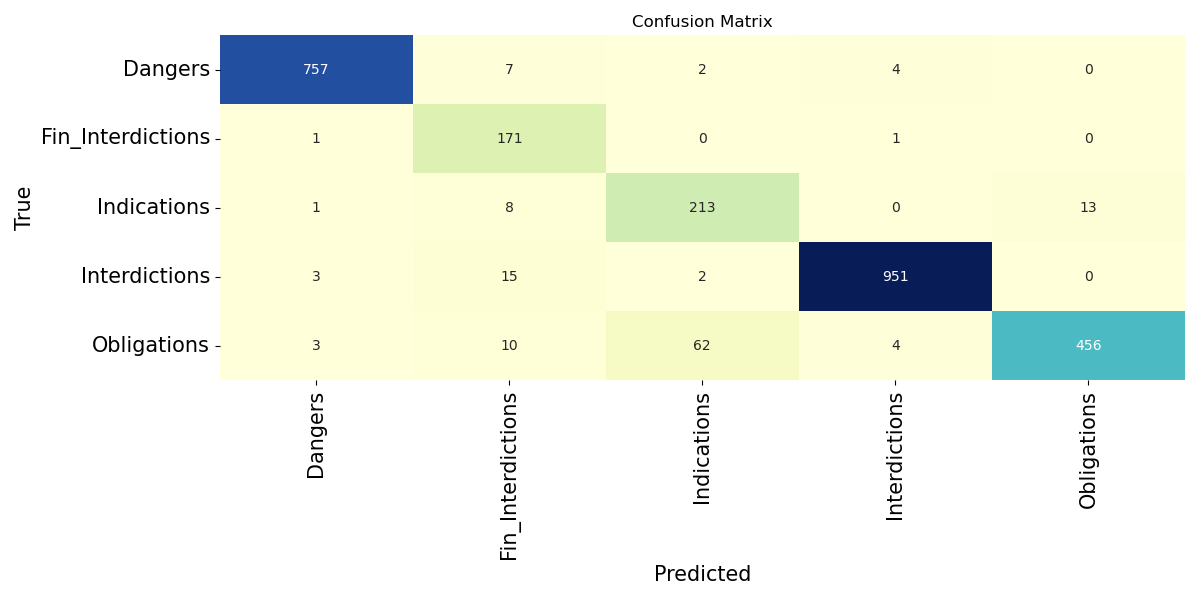 Confusion Matrix
Dangers 757 7 2 4 0
Fin_Interdictions 1 171 0 1 0
Indications 1 8 213 0 13
Interdictions 3 15 2 951 0
Obligations 3 10 62 4 456
True
Dangers Fin_Interdictions Indications Interdictions Obligations
Predicted